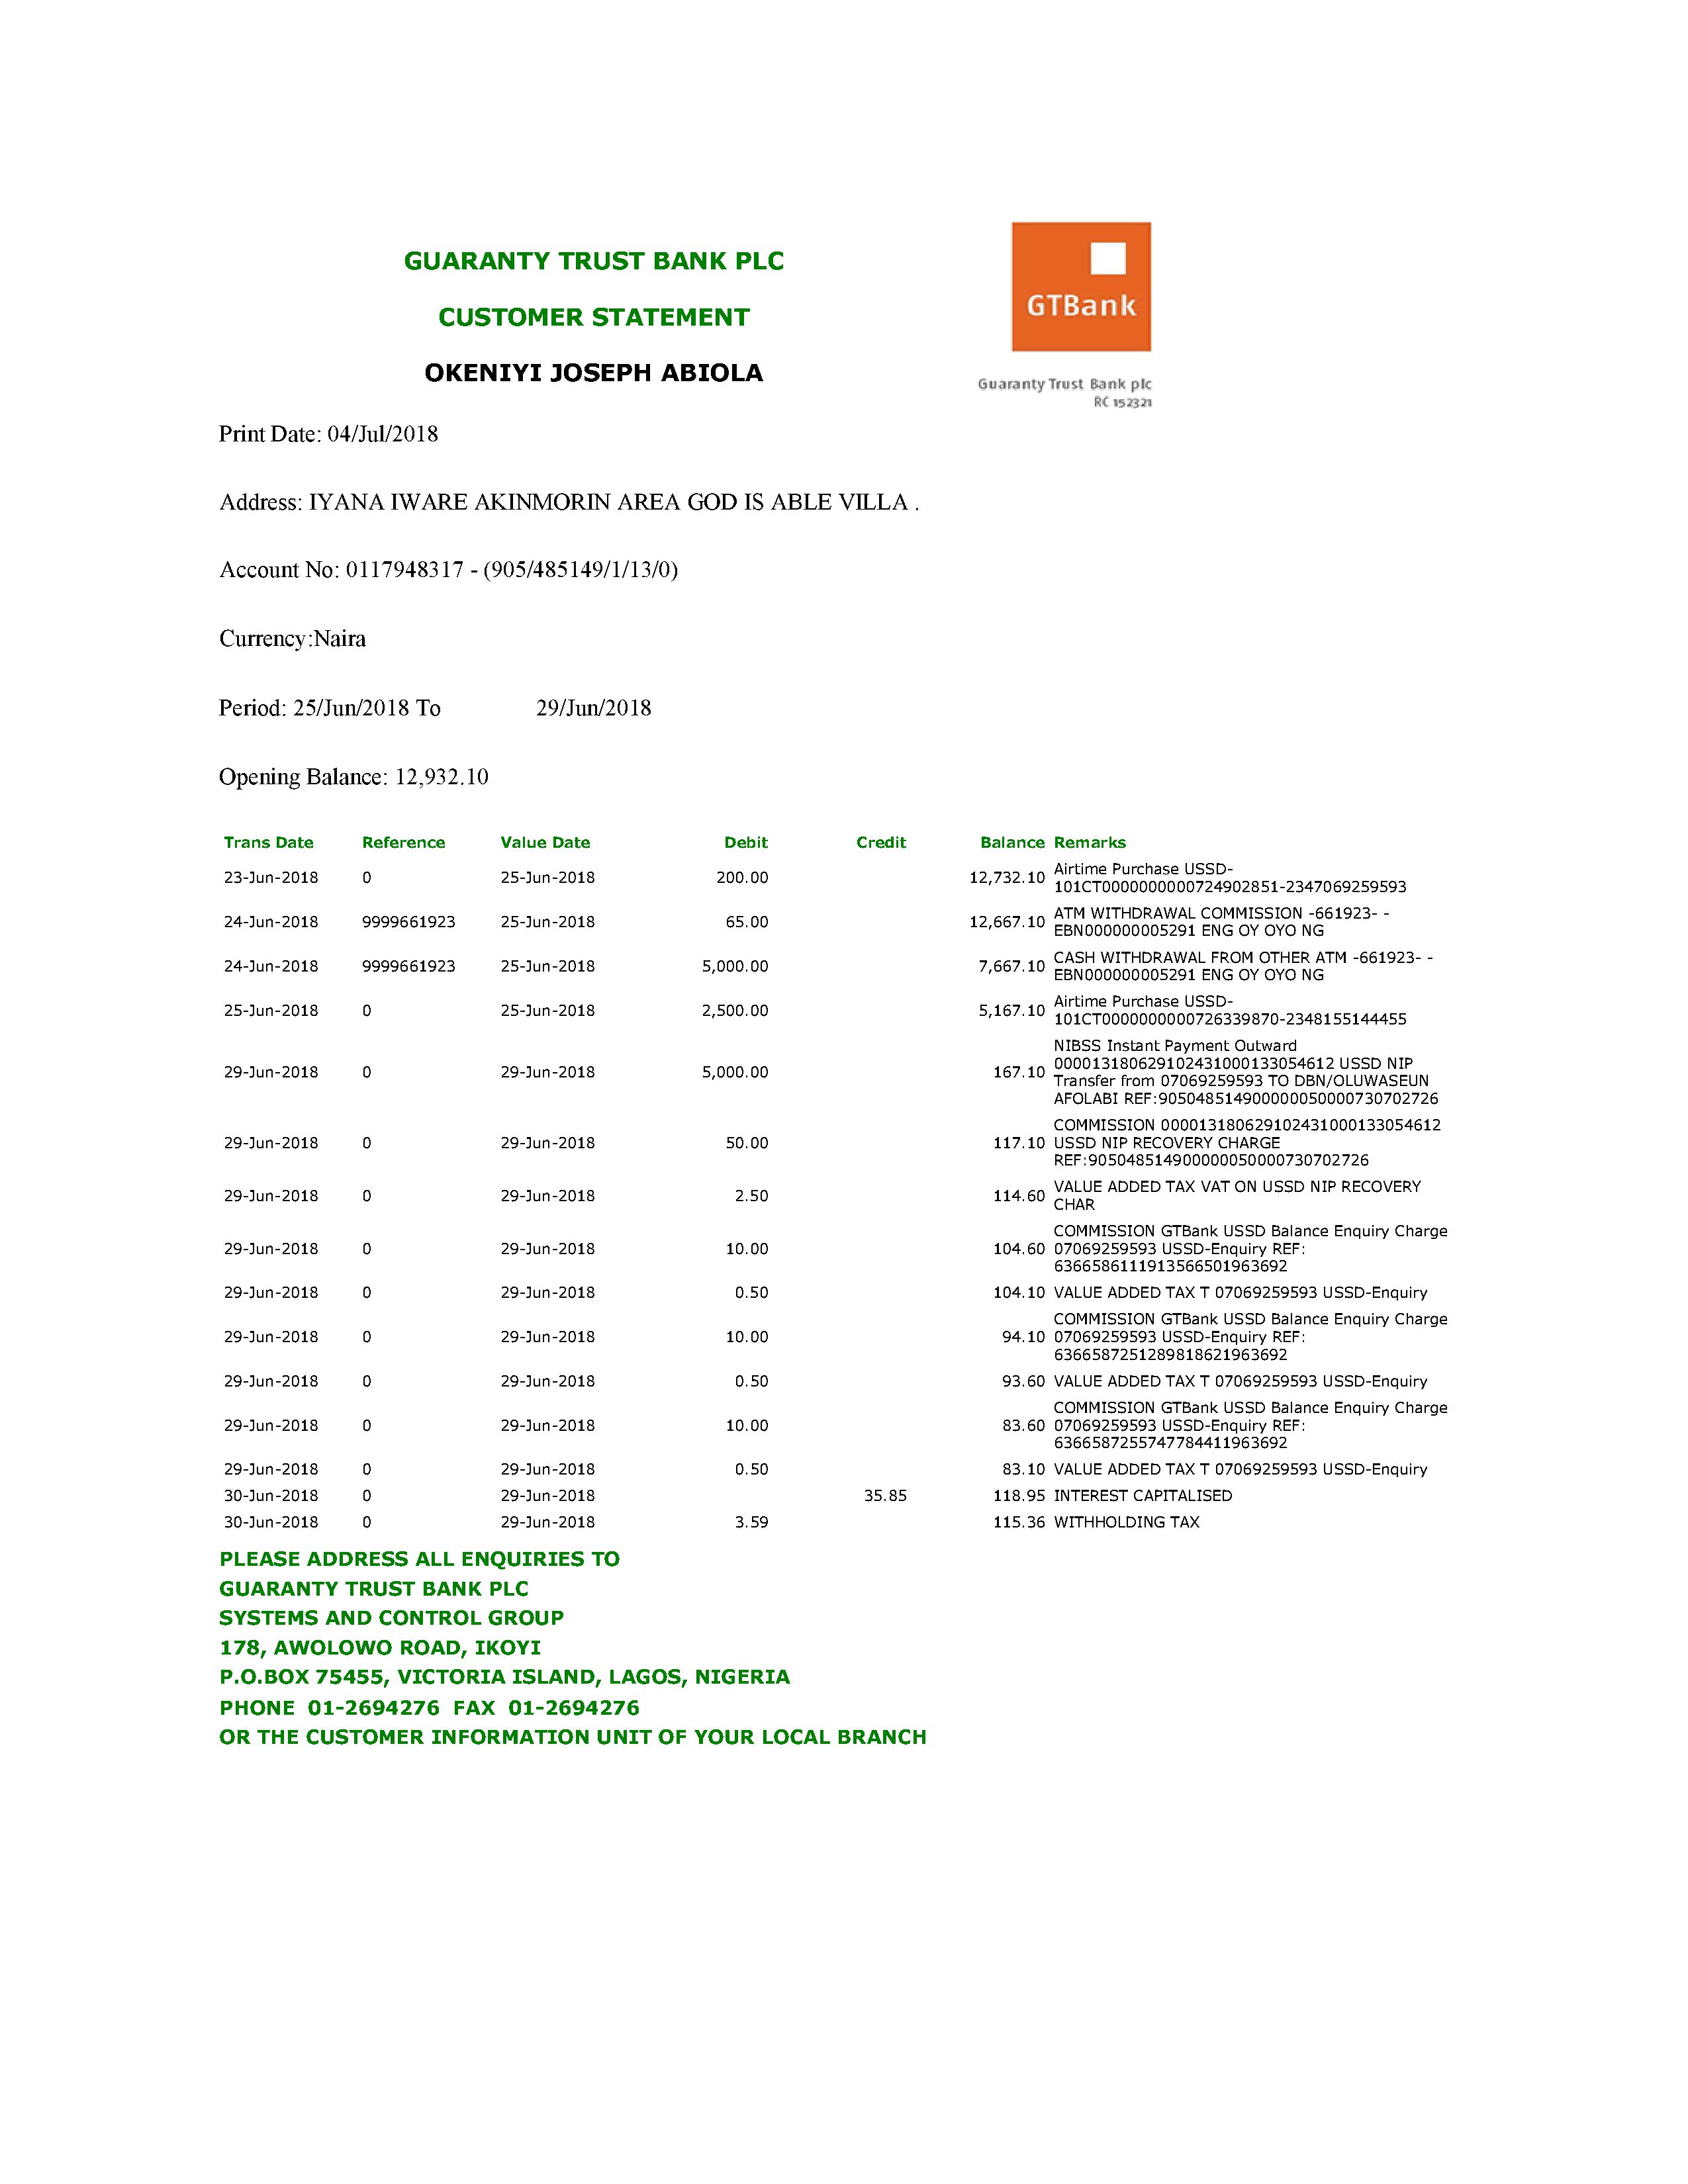 GUARANTY TRUST BANK PLC
CUSTOMER STATEMENT
OKENIYI JOSEPH ABIOLA
GTBank
Guaranty Trust Bank plc
RC 152321
Print Date: 04/Jul/2018
Address: IYANA IWARE AKINMORIN AREA GOD IS ABLE VILLA .
Account No: 0117948317 - (905/485149/1/13/0)
Currency:Naira
Period: 25/Jun/2018 To 29/Jun/2018
Opening Balance: 12,932.10
Trans Date Reference Value Date Debit Credit Balance Remarks
23-Jun-2018 0 25-Jun-2018 200.00 12,732.10 Airtime Purchase USSD-
101CT0000000000724902851-2347069259593
24-Jun-2018 9999661923 25-Jun-2018 65.00 12,667.10 ATM WITHDRAWAL COMMISSION -661923- -
EBN000000005291 ENG OY OYO NG
24-Jun-2018 9999661923 25-Jun-2018 5,000.00 7,667.10 CASH WITHDRAWAL FROM OTHER ATM -661923- -
EBN000000005291 ENG OY OYO NG
25-Jun-2018 0 25-Jun-2018 2,500.00 5,167.10 Airtime Purchase USSD-
101CT0000000000726339870-2348155144455
29-Jun-2018 0 29-Jun-2018 5,000.00 167.10 NIBSS Instant Payment Outward
000013180629102431000133054612 USSD NIP
Transfer from 07069259593 TO DBN/OLUWASEUN
AFOLABI REF:90504851490000050000730702726
29-Jun-2018 0 29-Jun-2018 50.00 117.10 COMMISSION 000013180629102431000133054612
USSD NIP RECOVERY CHARGE
REF:90504851490000050000730702726
29-Jun-2018 0 29-Jun-2018 2.50 114.60 VALUE ADDED TAX VAT ON USSD NIP RECOVERY
CHAR
29-Jun-2018 0 29-Jun-2018 10.00 104.60 COMMISSION GTBank USSD Balance Enquiry Charge
07069259593 USSD-Enquiry REF:
6366586111913566501963692
29-Jun-2018 0 29-Jun-2018 0.50 104.10 VALUE ADDED TAX T 07069259593 USSD-Enquiry
29-Jun-2018 0 29-Jun-2018 10.00 94.10 COMMISSION GTBank USSD Balance Enquiry Charge
07069259593 USSD-Enquiry REF:
6366587251289818621963692
29-Jun-2018 0 29-Jun-2018 0.50 93.60 VALUE ADDED TAX T 07069259593 USSD-Enquiry
29-Jun-2018 0 29-Jun-2018 10.00 83.60 COMMISSION GTBank USSD Balance Enquiry Charge
07069259593 USSD-Enquiry REF:
6366587255747784411963692
29-Jun-2018 0 29-Jun-2018 0.50 83.10 VALUE ADDED TAX T 07069259593 USSD-Enquiry
30-Jun-2018 0 29-Jun-2018 35.85 118.95 INTEREST CAPITALISED
30-Jun-2018 0 29-Jun-2018 3.59 115.36 WITHHOLDING TAX
PLEASE ADDRESS ALL ENQUIRIES TO
GUARANTY TRUST BANK PLC
SYSTEMS AND CONTROL GROUP
178, AWOLOWO ROAD, IKOYI
P.O.BOX 75455, VICTORIA ISLAND, LAGOS, NIGERIA
PHONE 01-2694276 FAX 01-2694276
OR THE CUSTOMER INFORMATION UNIT OF YOUR LOCAL BRANCH